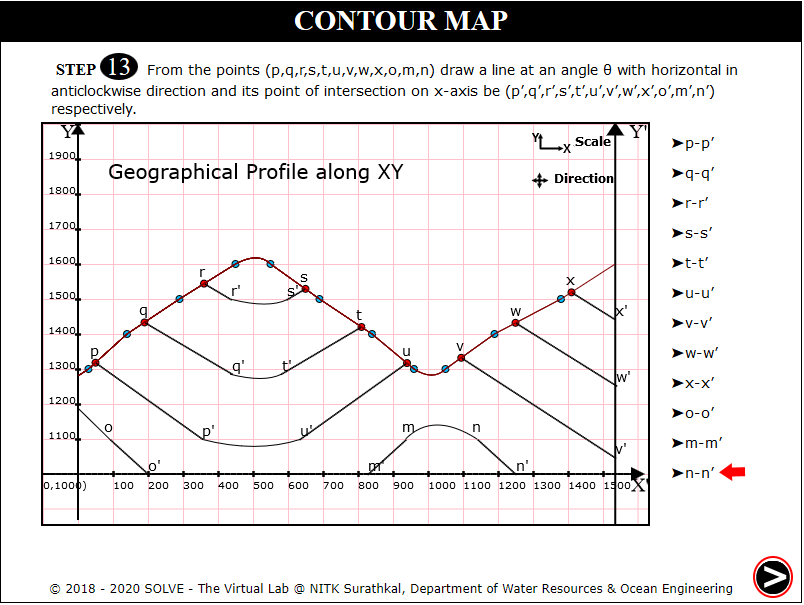 CONTOUR MAP
STEP 13 From the points (p,q,r,s,t,u,v,w,x,o,m,n) draw a line at an angle θ with horizontal in
anticlockwise direction and its point of intersection on x-axis be (p′,q′,r′,s′,t′,u′,v′,w′,x′,o′,m′,n′)
respectively.
Y Y'
Y X Scale
Direction
Geographical Profile along XY
1900
1800
1700
1600
1500
1400
1300
1200
1100
r s
r' s'
x
x'
q t w
q' t'
p u v
w'
p' u'
o m n
v'
o' m' n'
0,1000) 100 200 300 400 500 600 700 800 900 1000 1100 1200 1300 1400 1500 X'
➤p-p′
➤q-q′
➤r-r′
➤s-s′
➤t-t′
➤u-u′
➤v-v′
➤w-w′
➤x-x′
➤o-o′
➤m-m′
➤n-n′
© 2018 - 2020 SOLVE - The Virtual Lab @ NITK Surathkal, Department of Water Resources & Ocean Engineering